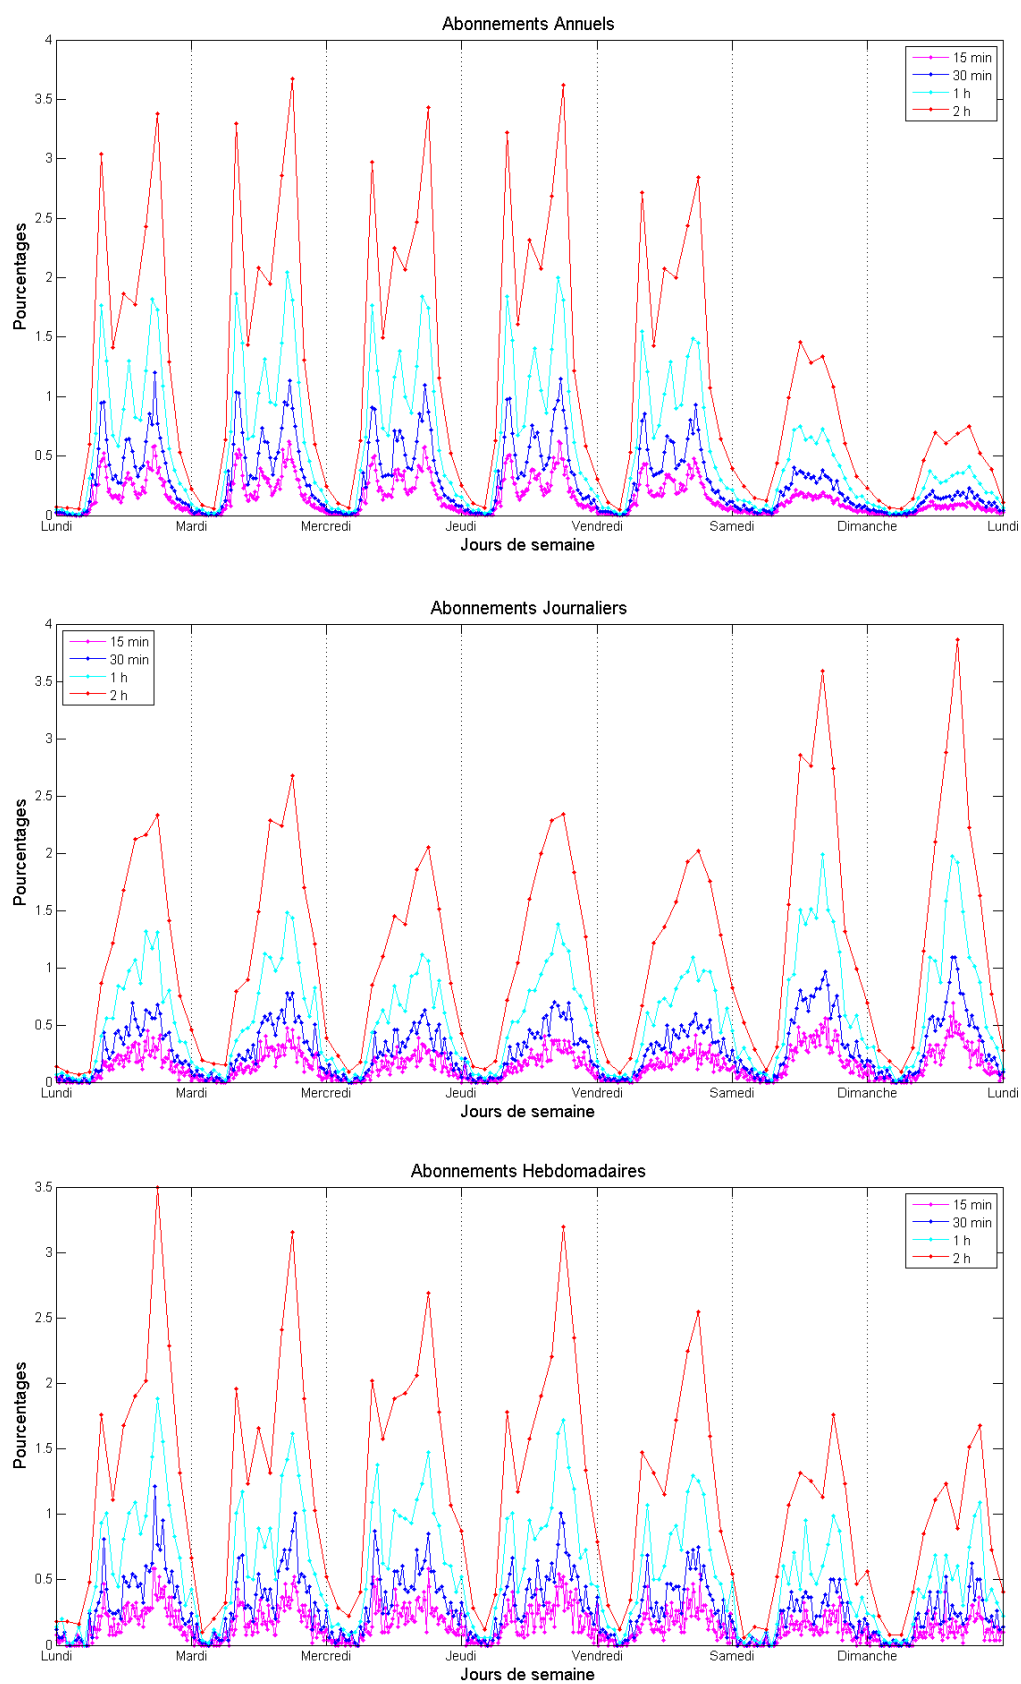 Abonnements Annuels
4
3.5
3
2.5
2
1.5
1
0.5
0
Pourcentages
15 min
30 min
1 h
2 h
Lundi Mardi Mercredi Jeudi Vendredi Samedi Dimanche Lundi
Jours de semaine
Abonnements Journaliers
4
3.5
3
2.5
2
1.5
1
0.5
0
Pourcentages
15 min
30 min
1 h
2 h
Lundi Mardi Mercredi Jeudi Vendredi Samedi Dimanche Lundi
Jours de semaine
Abonnements Hebdomadaires
3.5
3
2.5
2
1.5
1
0.5
0
Pourcentages
15 min
30 min
1 h
2 h
Lundi Mardi Mercredi Jeudi Vendredi Samedi Dimanche Lundi
Jours de semaine